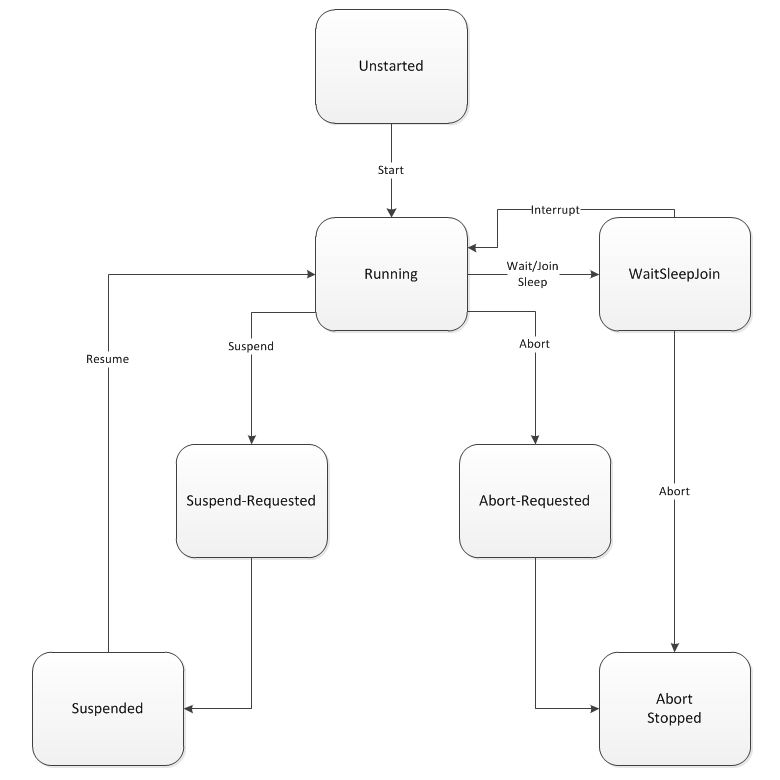 Unstarted
Start
Interrupt
Running
Wait/Join
Sleep
WaitSleepJoin
Suspend
Abort
Resume
Suspend-Requested
Abort-Requested
Abort
Suspended
Abort
Stopped